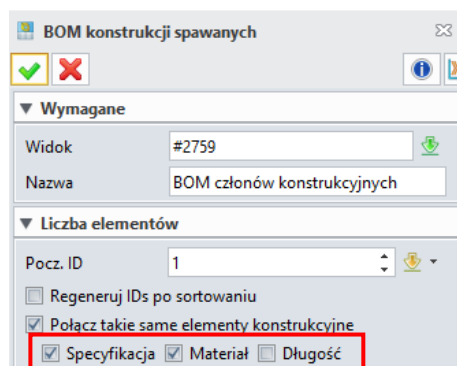 BOM konstrukcji spawanych
Wymagane
Widok #2759
Nazwa BOM członów konstrukcyjnych
Liczba elementów
Pocz. ID 1
Regeneruj IDs po sortowaniu
Połącz takie same elementy konstrukcyjne
Specyfikacja Materiał Długość